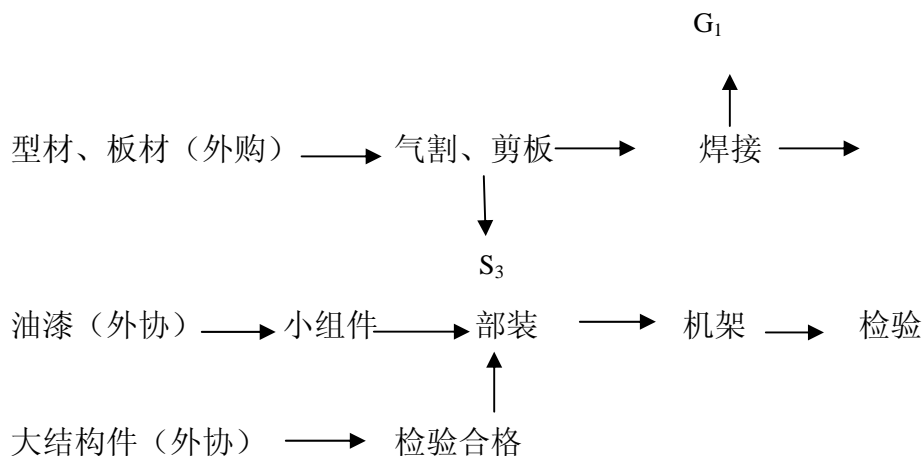 G₁
型材、板材（外购） 气割、剪板 焊接
S₃
油漆（外协） 小组件 部装 机架 检验
大结构件（外协） 检验合格